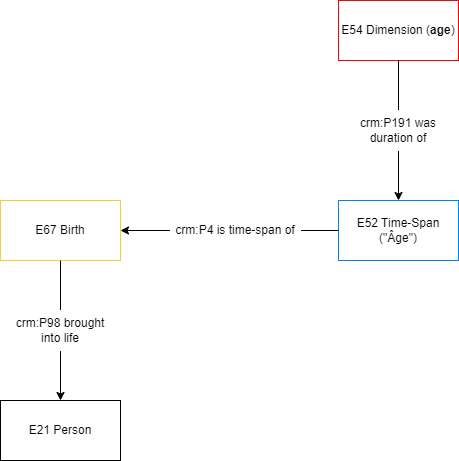 E54 Dimension (age)
crm:P191 was
duration of
E67 Birth
crm:P4 is time-span of
E52 Time-Span
("Âge")
crm:P98 brought
into life
E21 Person